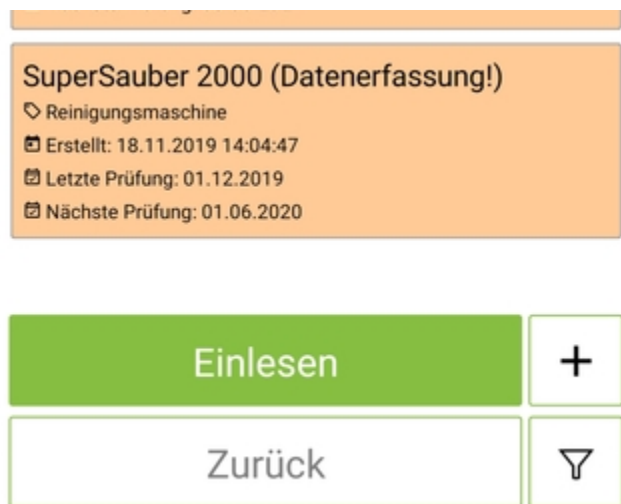 SuperSauber 2000 (Datenerfassung!)
Reinigungsmaschine
Erstellt: 18.11.2019 14:04:47
Letzte Prüfung: 01.12.2019
Nächste Prüfung: 01.06.2020
Einlesen
+
Zurück